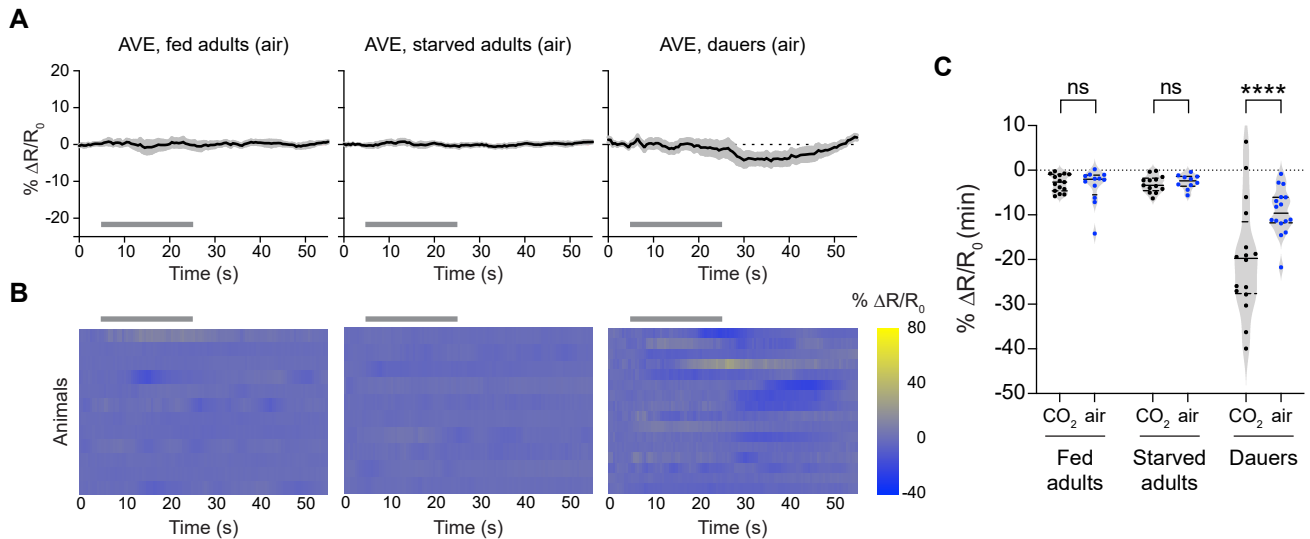 A
AVE, fed adults (air)
AVE, starved adults (air)
AVE, dauers (air)
% ΔR/R0
20
10
0
-10
-20
0 10 20 30 40 50
Time (s)
0 10 20 30 40 50
Time (s)
0 10 20 30 40 50
Time (s)
B
Animals
0 10 20 30 40 50
Time (s)
0 10 20 30 40 50
Time (s)
0 10 20 30 40 50
Time (s)
% ΔR/R0
80
40
0
-40
C
ns
ns
****
% ΔR/R0 (min)
10
0
-10
-20
-30
-40
-50
CO2 air
CO2 air
CO2 air
Fed
adults
Starved
adults
Dauers